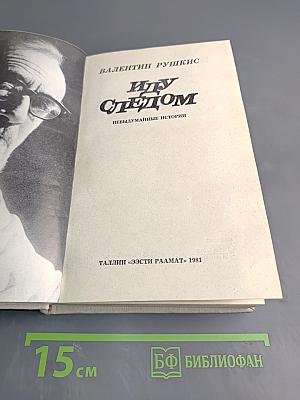 ВАЛЕНТИН РУШКИС
ИДУ
СЛЕДОМ
НЕВЫДУМАННЫЕ ИСТОРИИ
ТАЛЛИН «ЭЭСТИ РААМАТ» 1981
15 см
БФ БИБЛИОФАН